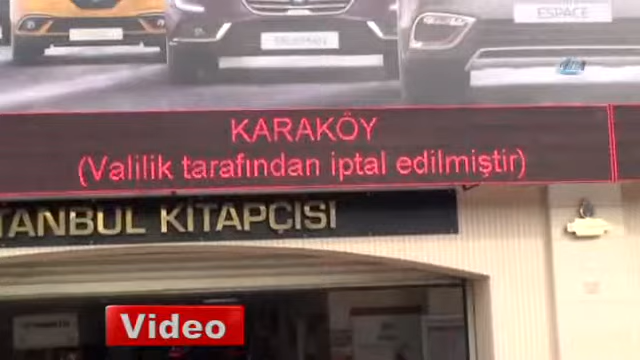 ESPACE
KARAKÖY
(Valilik tarafından iptal edilmiştir)
TANBUL KİTAPÇISI
Video